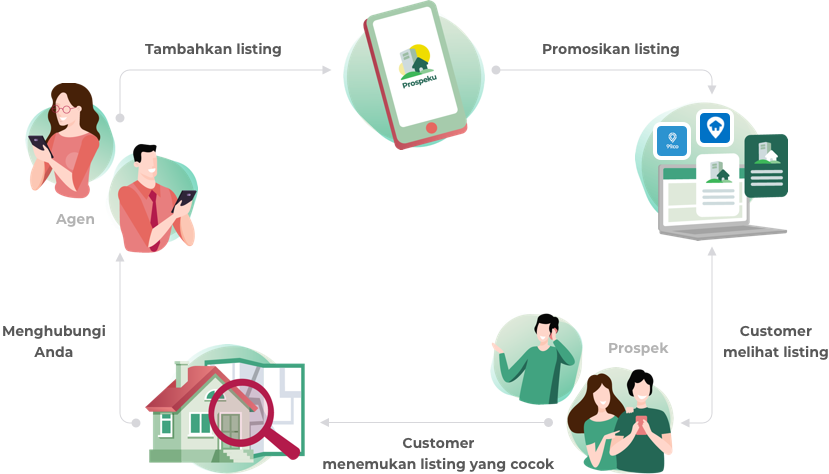 Tambahkan listing
Promosikan listing
Prospeku
99co
Agen
Menghubungi
Anda
Prospek
Customer
melihat listing
Customer
menemukan listing yang cocok